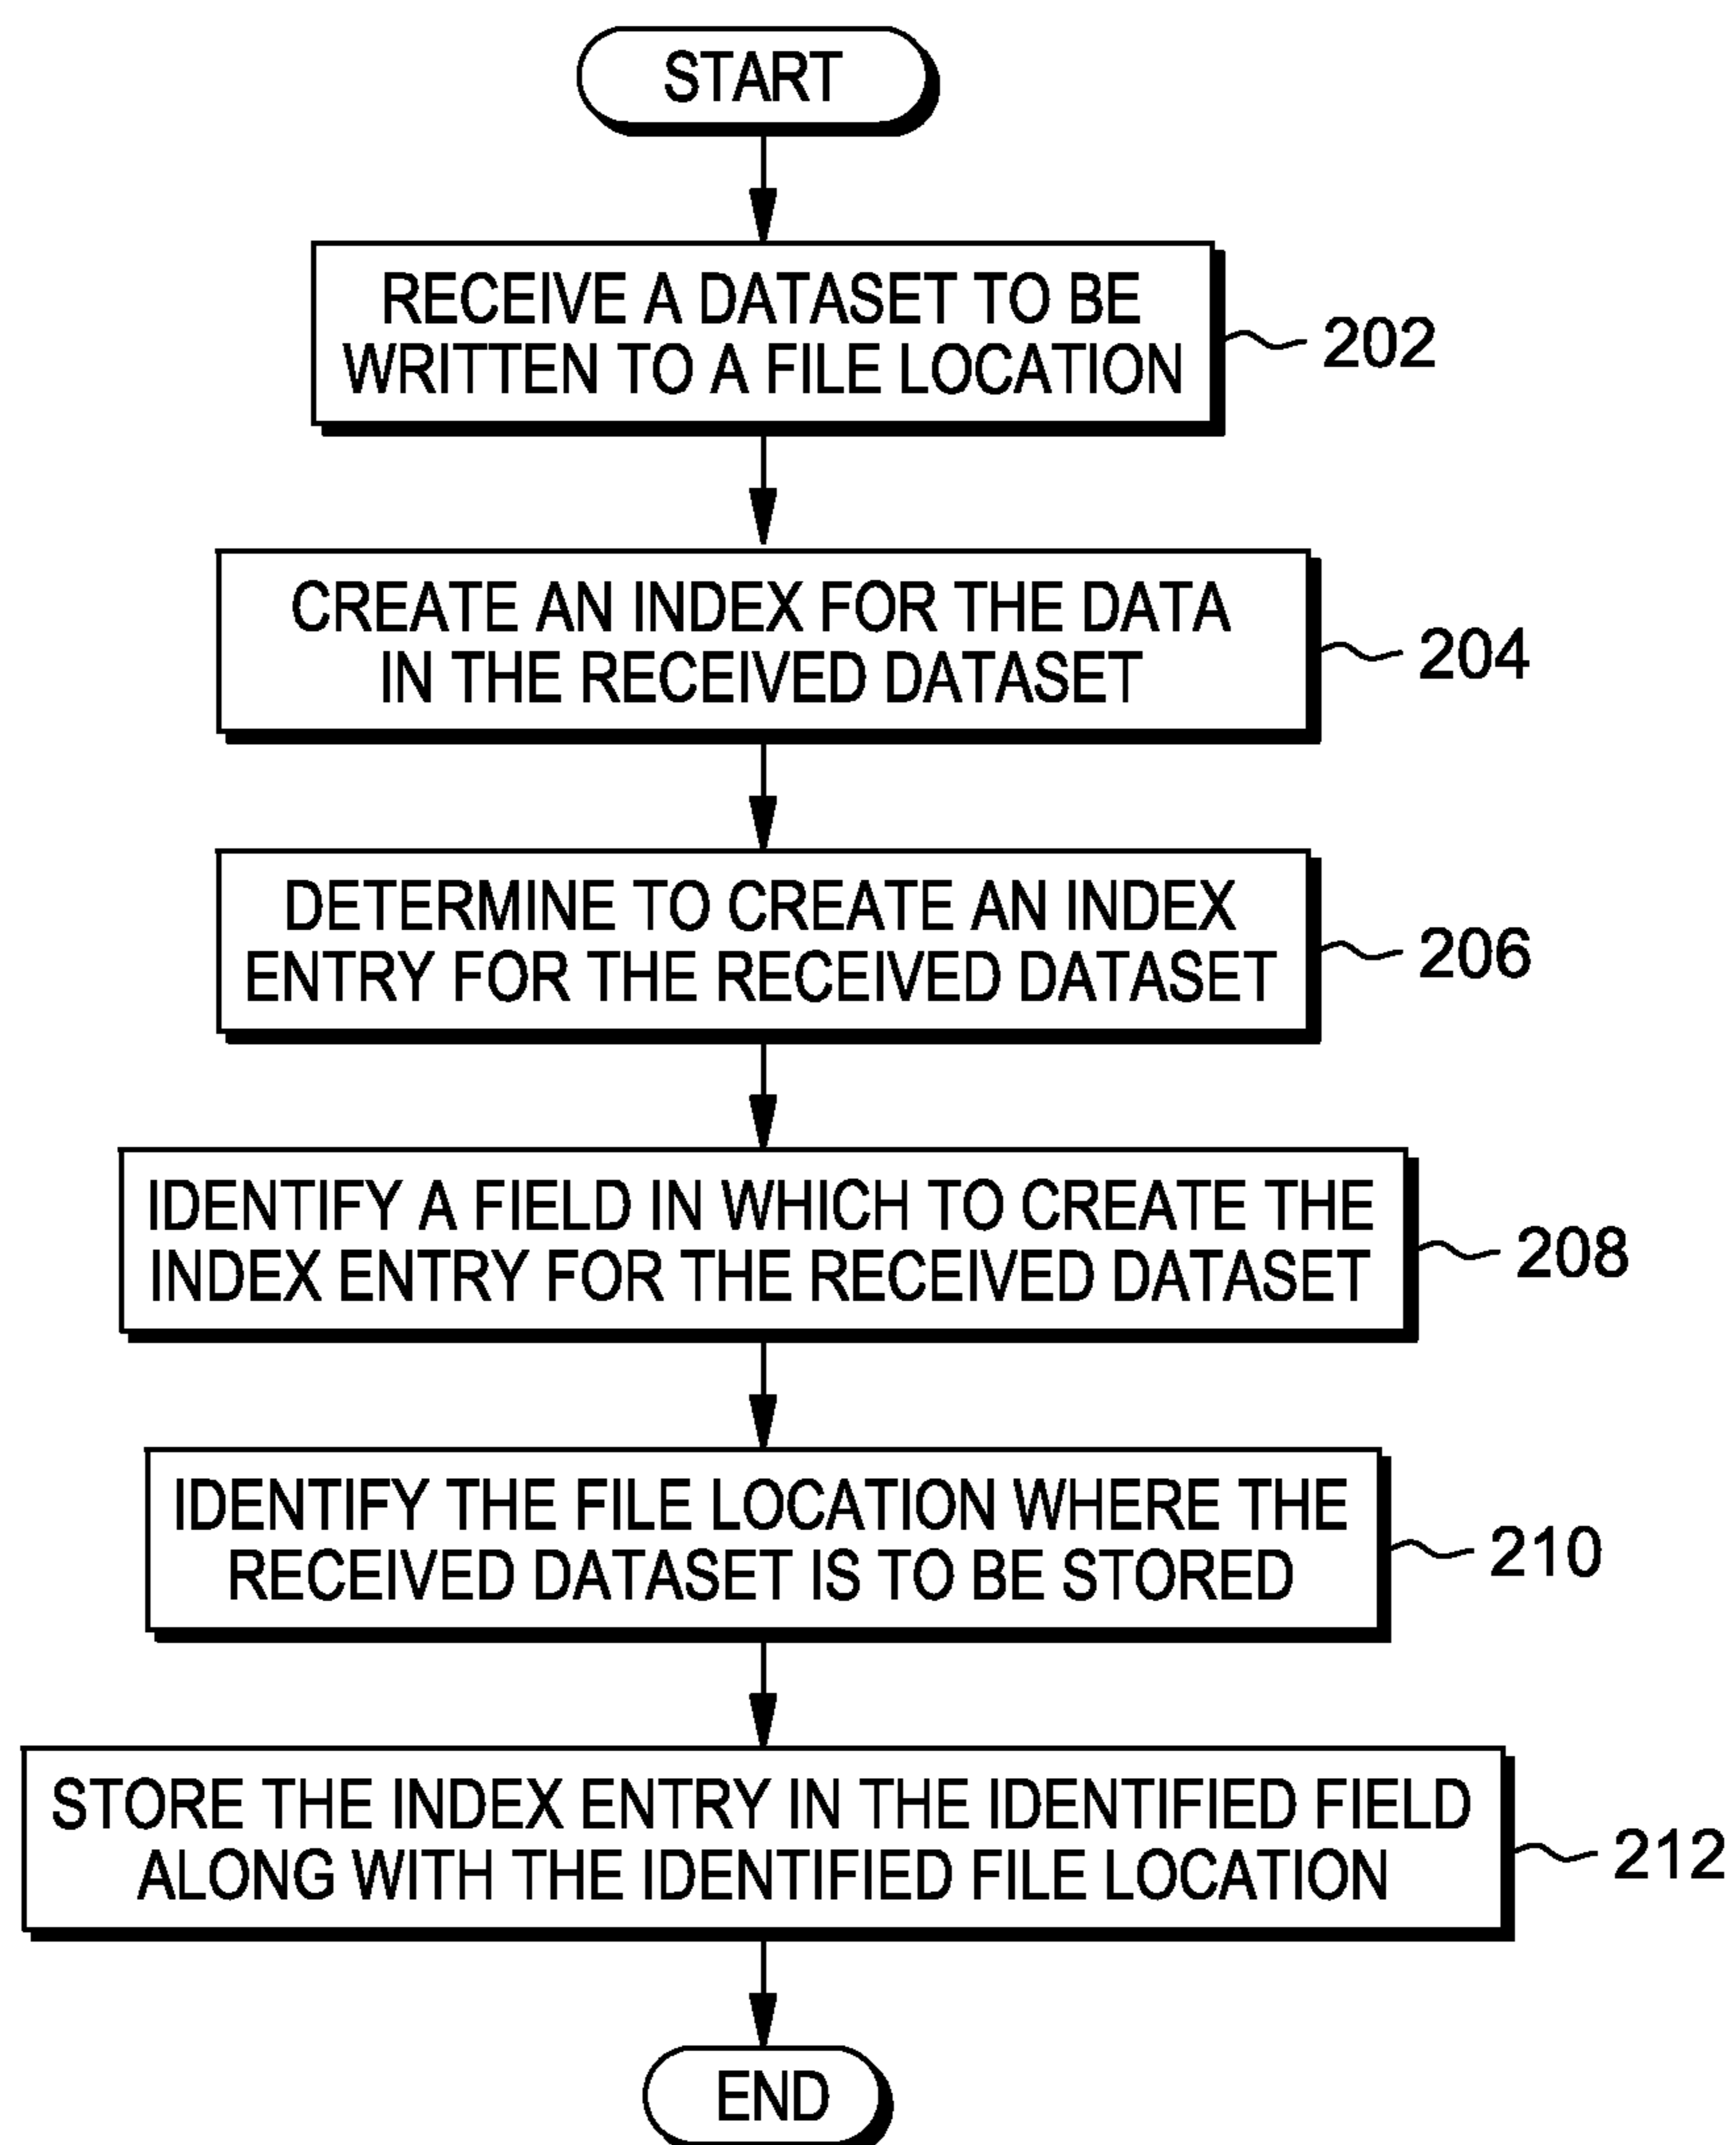 START
RECEIVE A DATASET TO BE
WRITTEN TO A FILE LOCATION
202
CREATE AN INDEX FOR THE DATA
IN THE RECEIVED DATASET
204
DETERMINE TO CREATE AN INDEX
ENTRY FOR THE RECEIVED DATASET
206
IDENTIFY A FIELD IN WHICH TO CREATE THE
INDEX ENTRY FOR THE RECEIVED DATASET
208
IDENTIFY THE FILE LOCATION WHERE THE
RECEIVED DATASET IS TO BE STORED
210
STORE THE INDEX ENTRY IN THE IDENTIFIED FIELD
ALONG WITH THE IDENTIFIED FILE LOCATION
212
END